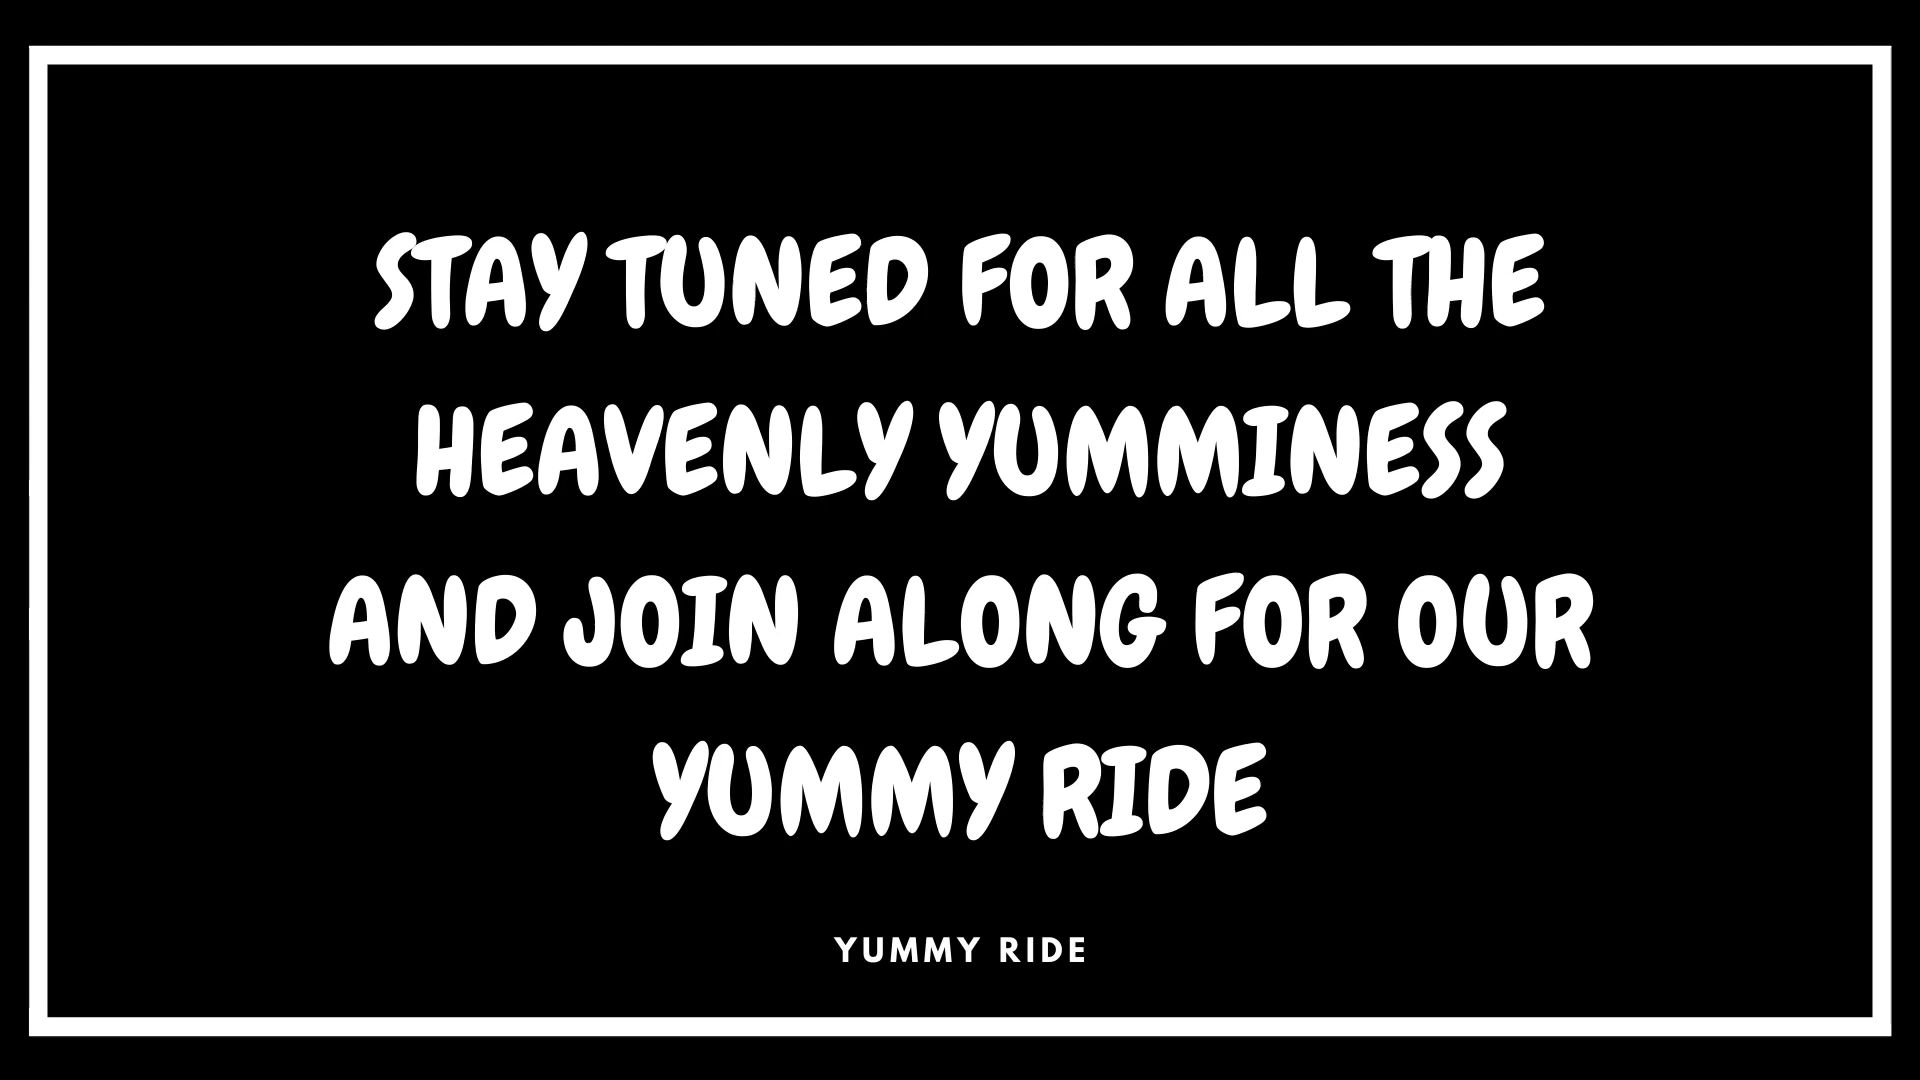 STAY TUNED FOR ALL THE
HEAVENLY YUMMINESS
AND JOIN ALONG FOR OUR
YUMMY RIDE
YUMMY RIDE